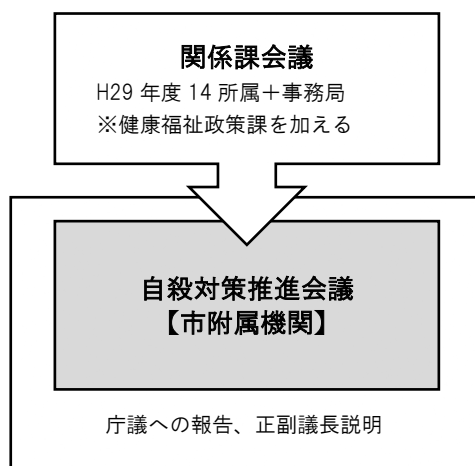 関係課会議
H29 年度 14 所属＋事務局
※健康福祉政策課を加える
自殺対策推進会議
【市附属機関】
庁議への報告、正副議長説明